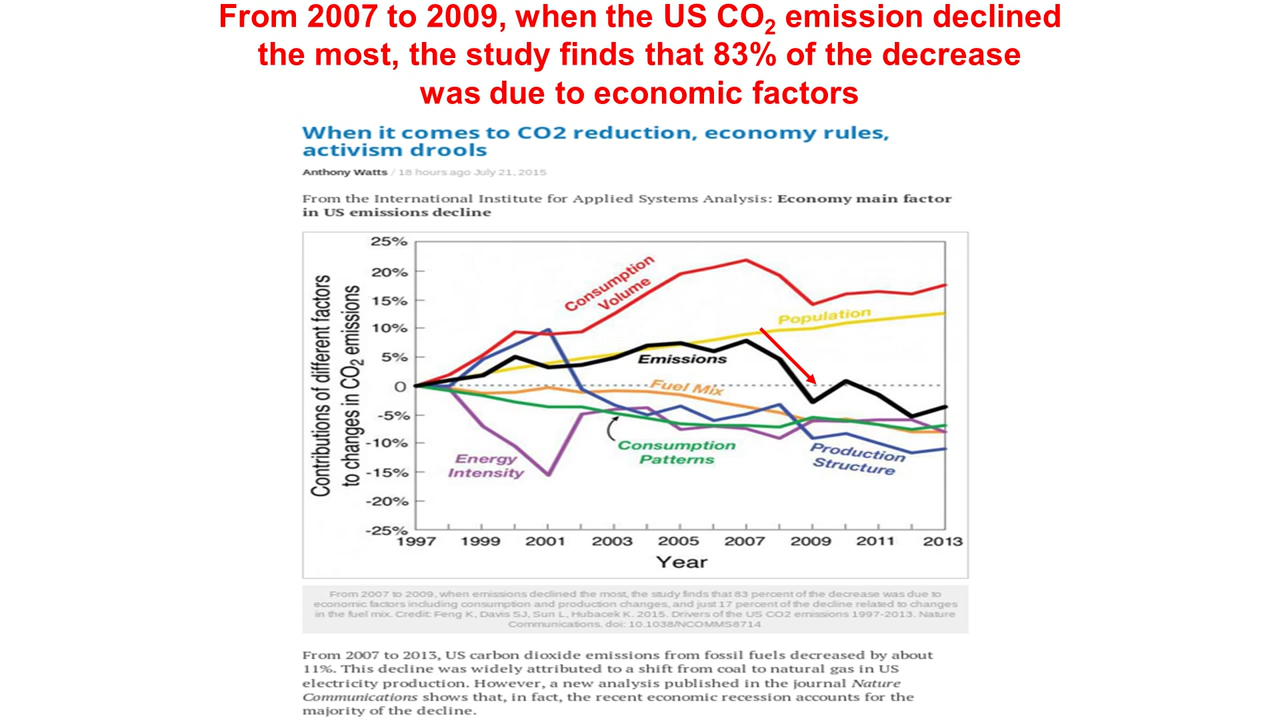 From 2007 to 2009, when the US CO₂ emission declined
the most, the study finds that 83% of the decrease
was due to economic factors
When it comes to CO2 reduction, economy rules,
activism drools
Anthony Watts / 18 hours ago July 21, 2015
From the International Institute for Applied Systems Analysis: Economy main factor
in US emissions decline
Contributions of different factors
to changes in CO₂ emissions
25%
20%
15%
10%
5%
0
-5%
-10%
-15%
-20%
-25%
Consumption
Volume
Population
Emissions
Fuel Mix
Consumption
Patterns
Energy
Intensity
Production
Structure
1997 1999 2001 2003 2005 2007 2009 2011 2013
Year
From 2007 to 2009, when emissions declined the most, the study finds that 83 percent of the decrease was due to
economic factors including consumption and production changes, and just 17 percent of the decline related to changes
in the fuel mix. Credit: Feng K, Davis SJ, Sun L, Hubacek K. 2015. Drivers of the US CO2 emissions 1997-2013. Nature
Communications. doi: 10.1038/NCOMMS8714
From 2007 to 2013, US carbon dioxide emissions from fossil fuels decreased by about
11%. This decline was widely attributed to a shift from coal to natural gas in US
electricity production. However, a new analysis published in the journal Nature
Communications shows that, in fact, the recent economic recession accounts for the
majority of the decline.